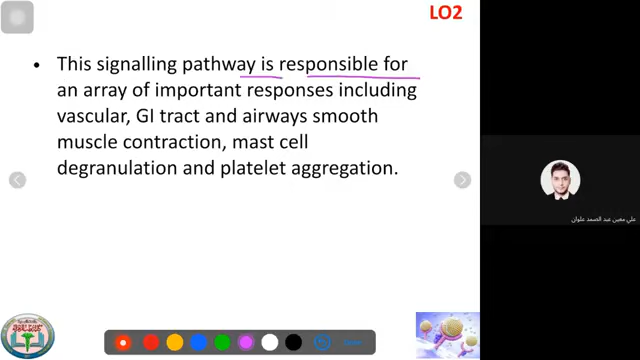 LO2
• This signalling pathway is responsible for
an array of important responses including
vascular, GI tract and airways smooth
muscle contraction, mast cell
degranulation and platelet aggregation.
علي معين عبد الصمد علوان